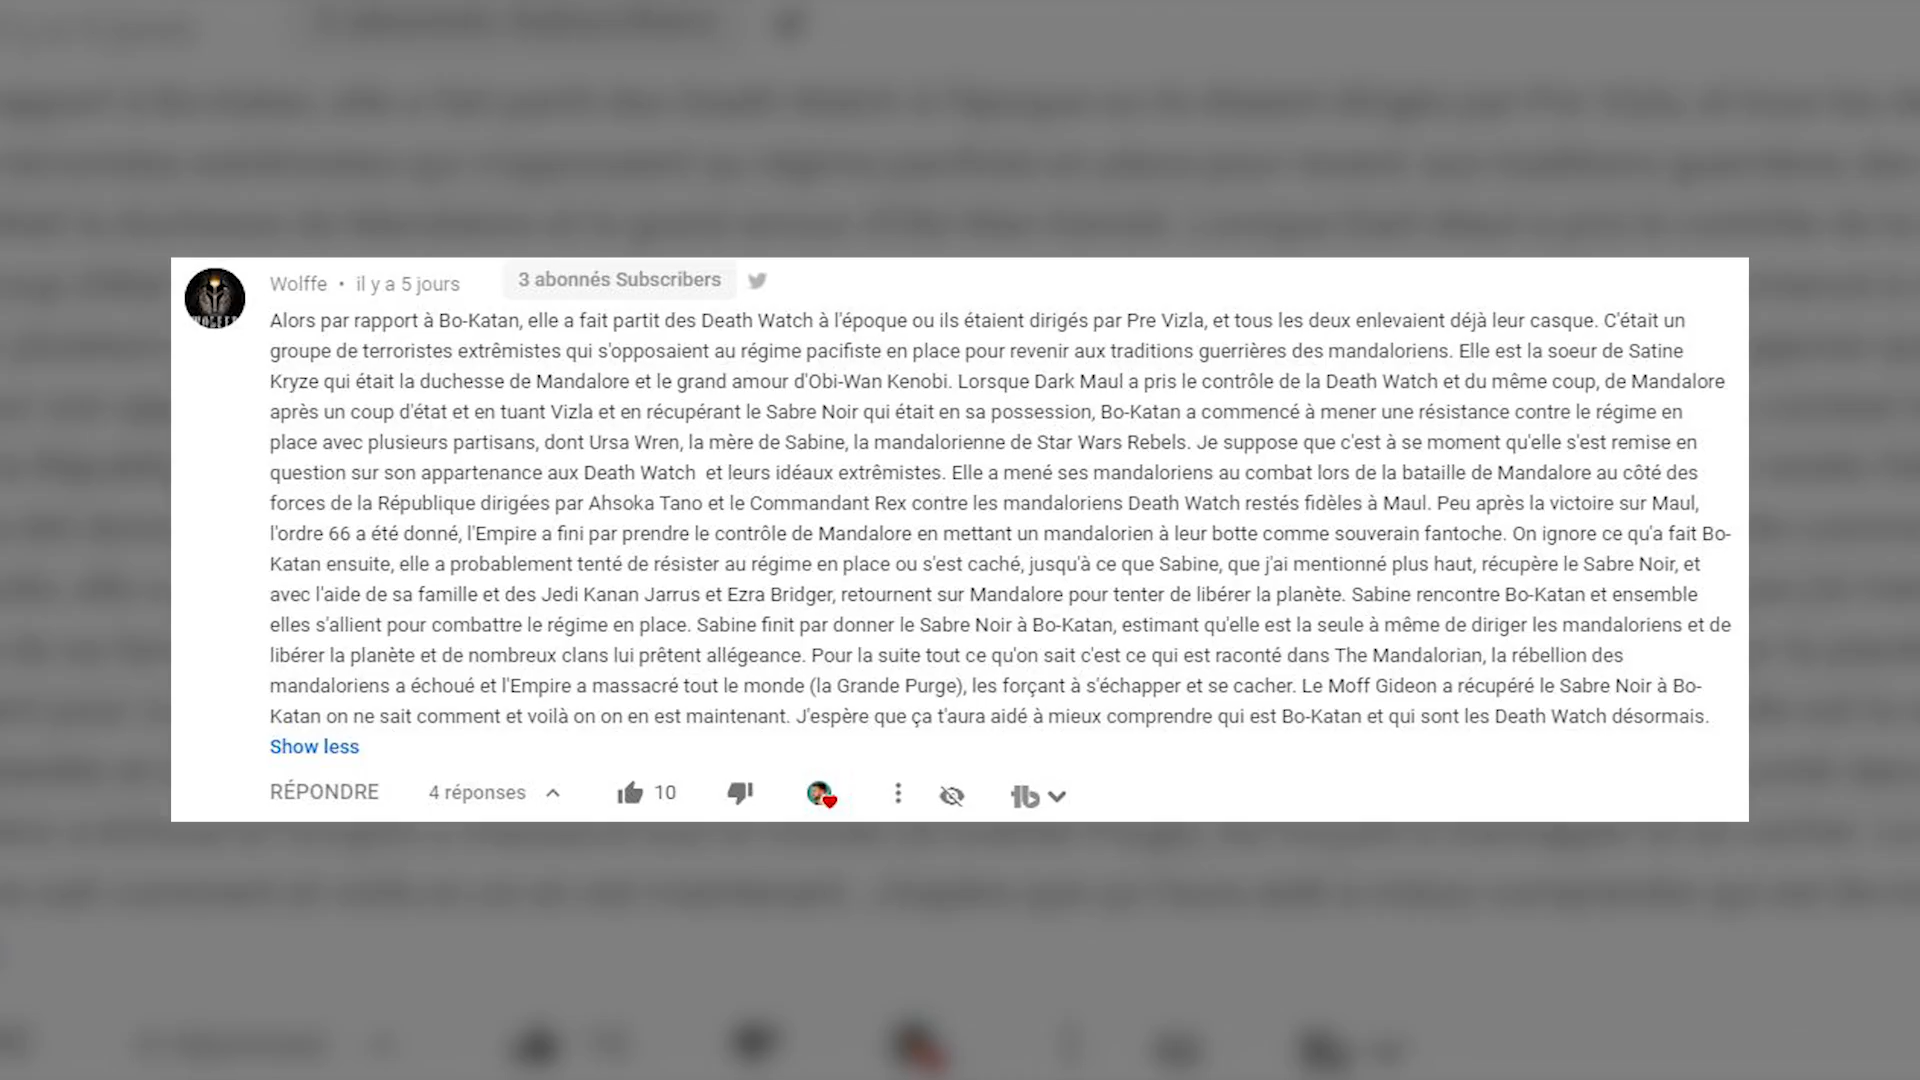 Wolffe • il y a 5 jours 3 abonnés Subscribers
Alors par rapport à Bo-Katan, elle a fait partit des Death Watch à l'époque ou ils étaient dirigés par Pre Vizla, et tous les deux enlevaient déjà leur casque. C'était un
groupe de terroristes extrêmistes qui s'opposaient au régime pacifiste en place pour revenir aux traditions guerrières des mandaloriens. Elle est la soeur de Satine
Kryze qui était la duchesse de Mandalore et le grand amour d'Obi-Wan Kenobi. Lorsque Dark Maul a pris le contrôle de la Death Watch et du même coup, de Mandalore
après un coup d'état et en tuant Vizla et en récupérant le Sabre Noir qui était en sa possession, Bo-Katan a commencé à mener une résistance contre le régime en
place avec plusieurs partisans, dont Ursa Wren, la mère de Sabine, la mandalorienne de Star Wars Rebels. Je suppose que c'est à se moment qu'elle s'est remise en
question sur son appartenance aux Death Watch  et leurs idéaux extrêmistes. Elle a mené ses mandaloriens au combat lors de la bataille de Mandalore au côté des
forces de la République dirigées par Ahsoka Tano et le Commandant Rex contre les mandaloriens Death Watch restés fidèles à Maul. Peu après la victoire sur Maul,
l'ordre 66 a été donné, l'Empire a fini par prendre le contrôle de Mandalore en mettant un mandalorien à leur botte comme souverain fantoche. On ignore ce qu'a fait Bo-
Katan ensuite, elle a probablement tenté de résister au régime en place ou s'est caché, jusqu'à ce que Sabine, que j'ai mentionné plus haut, récupère le Sabre Noir, et
avec l'aide de sa famille et des Jedi Kanan Jarrus et Ezra Bridger, retournent sur Mandalore pour tenter de libérer la planète. Sabine rencontre Bo-Katan et ensemble
elles s'allient pour combattre le régime en place. Sabine finit par donner le Sabre Noir à Bo-Katan, estimant qu'elle est la seule à même de diriger les mandaloriens et de
libérer la planète et de nombreux clans lui prêtent allégeance. Pour la suite tout ce qu'on sait c'est ce qui est raconté dans The Mandalorian, la rébellion des
mandaloriens a échoué et l'Empire a massacré tout le monde (la Grande Purge), les forçant à s'échapper et se cacher. Le Moff Gideon a récupéré le Sabre Noir à Bo-
Katan on ne sait comment et voilà on on en est maintenant. J'espère que ça t'aura aidé à mieux comprendre qui est Bo-Katan et qui sont les Death Watch désormais.
Show less
RÉPONDRE 4 réponses 10